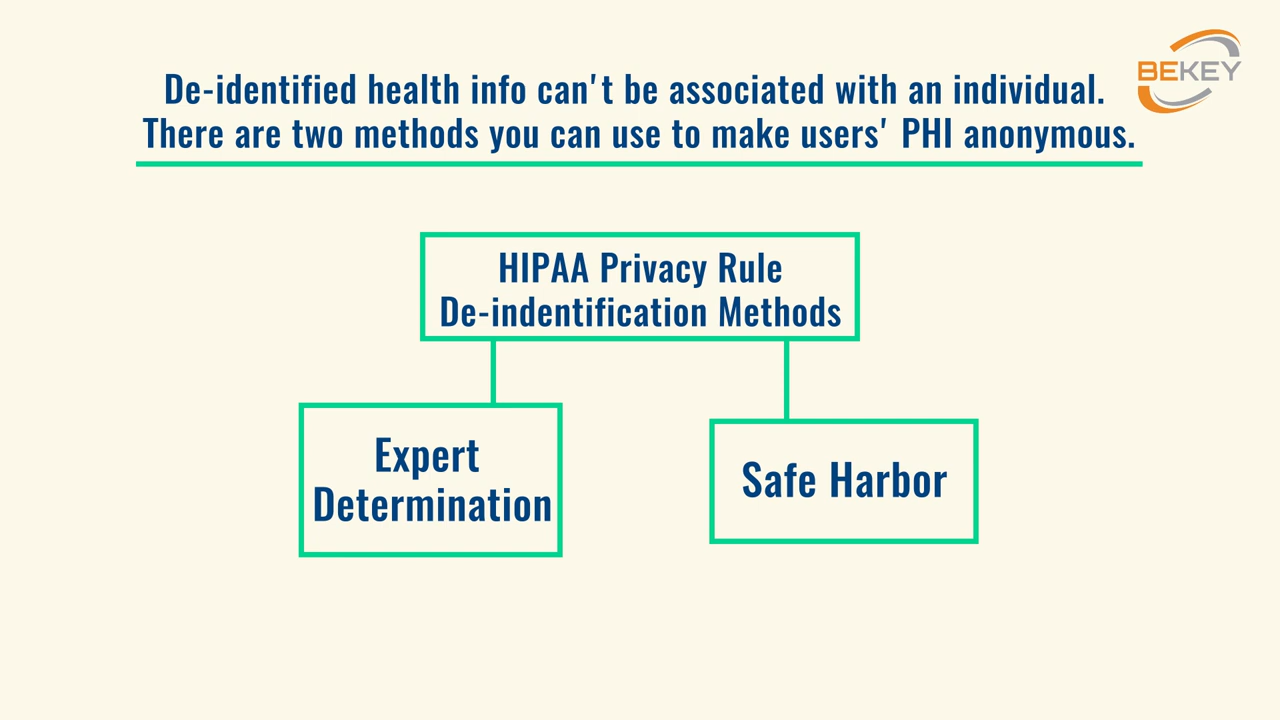 BEKEY
De-identified health info can't be associated with an individual.
There are two methods you can use to make users' PHI anonymous.
HIPAA Privacy Rule
De-indentification Methods
Expert
Determination
Safe Harbor